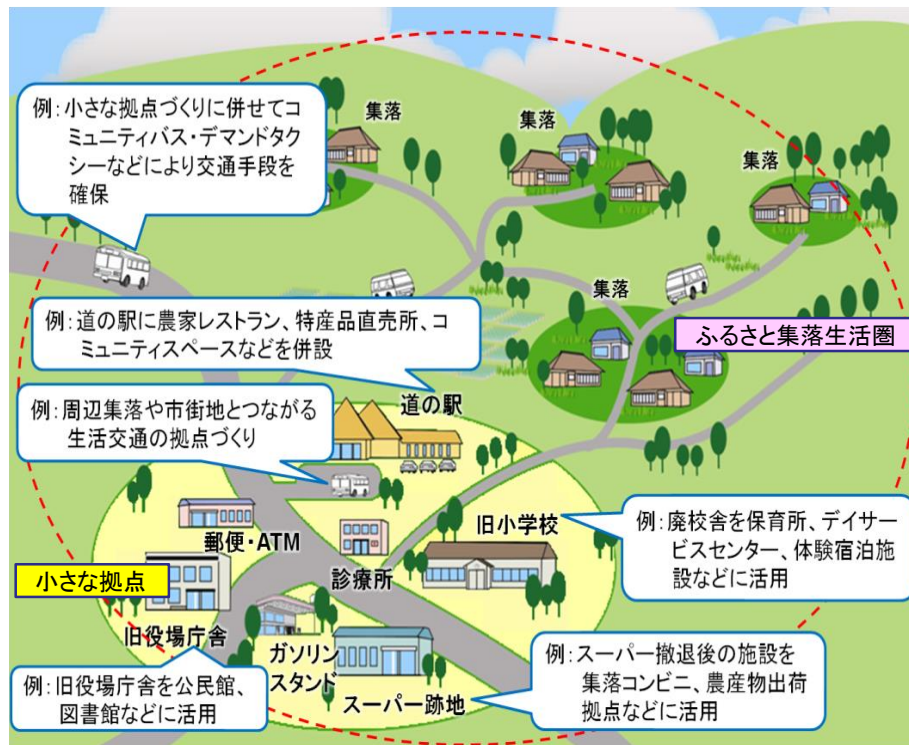 例：小さな拠点づくりに併せてコ
ミュニティバス・デマンドタク
シーなどにより交通手段を
確保
集落
集落
集落
例：道の駅に農家レストラン、特産品直売所、コ
ミュニティスペースなどを併設
集落
ふるさと集落生活圏
道の駅
例：周辺集落や市街地とつながる
生活交通の拠点づくり
郵便・ATM
旧小学校
例：廃校舎を保育所、デイサー
ビスセンター、体験宿泊施
設などに活用
診療所
小さな拠点
旧役場庁舎
ガソリン
スタンド
スーパー跡地
例：旧役場庁舎を公民館、
図書館などに活用
例：スーパー撤退後の施設を
集落コンビニ、農産物出荷
拠点などに活用